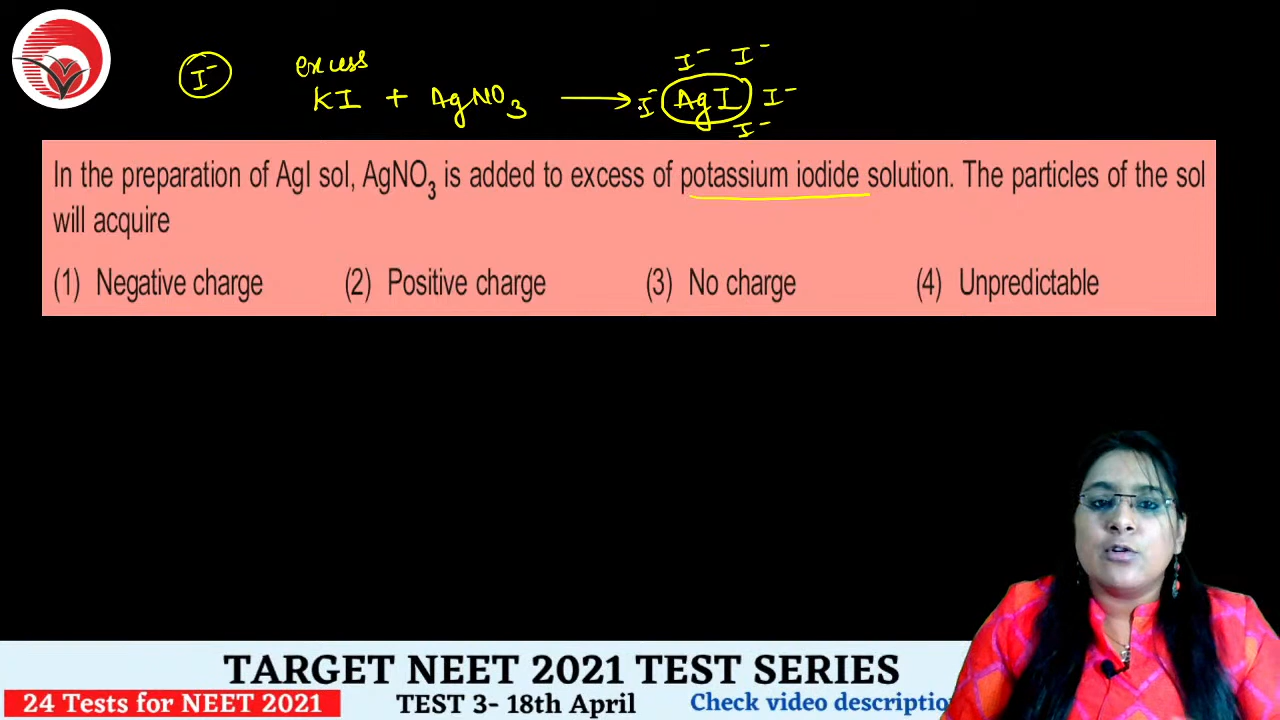 I⁻ excess I⁻ I⁻
KI + AgNO₃ ⟶ I⁻ AgI I⁻
I⁻
In the preparation of AgI sol, AgNO₃ is added to excess of potassium iodide solution. The particles of the sol
will acquire
(1) Negative charge (2) Positive charge (3) No charge (4) Unpredictable
TARGET NEET 2021 TEST SERIES
24 Tests for NEET 2021 TEST 3- 18th April Check video description